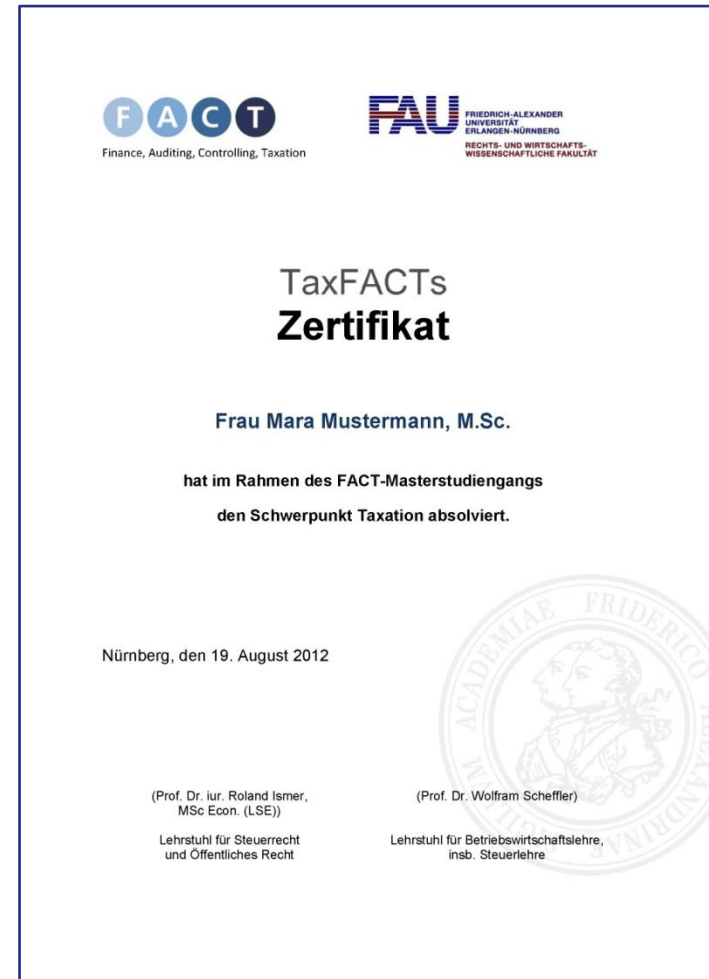 F A C T
Finance, Auditing, Controlling, Taxation
FAU
FRIEDRICH-ALEXANDER
UNIVERSITÄT
ERLANGEN-NÜRNBERG
RECHTS- UND WIRTSCHAFTS-
WISSENSCHAFTLICHE FAKULTÄT
TaxFACTs
Zertifikat
Frau Mara Mustermann, M.Sc.
hat im Rahmen des FACT-Masterstudiengangs
den Schwerpunkt Taxation absolviert.
Nürnberg, den 19. August 2012
ACADEMIAE FRIDERICO
ALEXANDRINAE
(Prof. Dr. iur. Roland Ismer,
MSc Econ. (LSE))
Lehrstuhl für Steuerrecht
und Öffentliches Recht
(Prof. Dr. Wolfram Scheffler)
Lehrstuhl für Betriebswirtschaftslehre,
insb. Steuerlehre